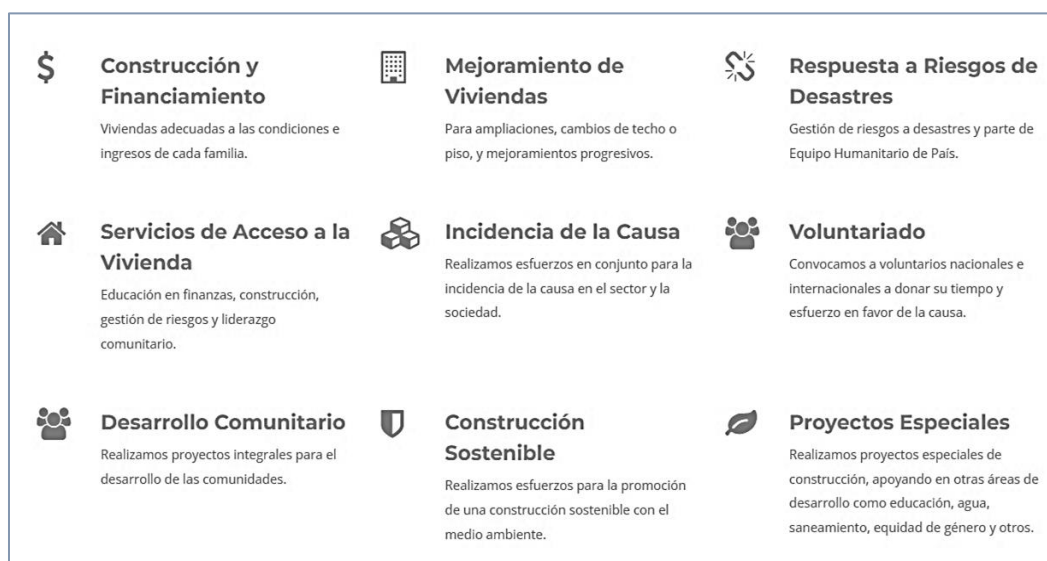 Construcción y
Financiamiento
Viviendas adecuadas a las condiciones e
ingresos de cada familia.
Mejoramiento de
Viviendas
Para ampliaciones, cambios de techo o
piso, y mejoramientos progresivos.
Respuesta a Riesgos de
Desastres
Gestión de riesgos a desastres y parte de
Equipo Humanitario de País.
Servicios de Acceso a la
Vivienda
Educación en finanzas, construcción,
gestión de riesgos y liderazgo
comunitario.
Incidencia de la Causa
Realizamos esfuerzos en conjunto para la
incidencia de la causa en el sector y la
sociedad.
Voluntariado
Convocamos a voluntarios nacionales e
internacionales a donar su tiempo y
esfuerzo en favor de la causa.
Desarrollo Comunitario
Realizamos proyectos integrales para el
desarrollo de las comunidades.
Construcción
Sostenible
Realizamos esfuerzos para la promoción
de una construcción sostenible con el
medio ambiente.
Proyectos Especiales
Realizamos proyectos especiales de
construcción, apoyando en otras áreas de
desarrollo como educación, agua,
saneamiento, equidad de género y otros.